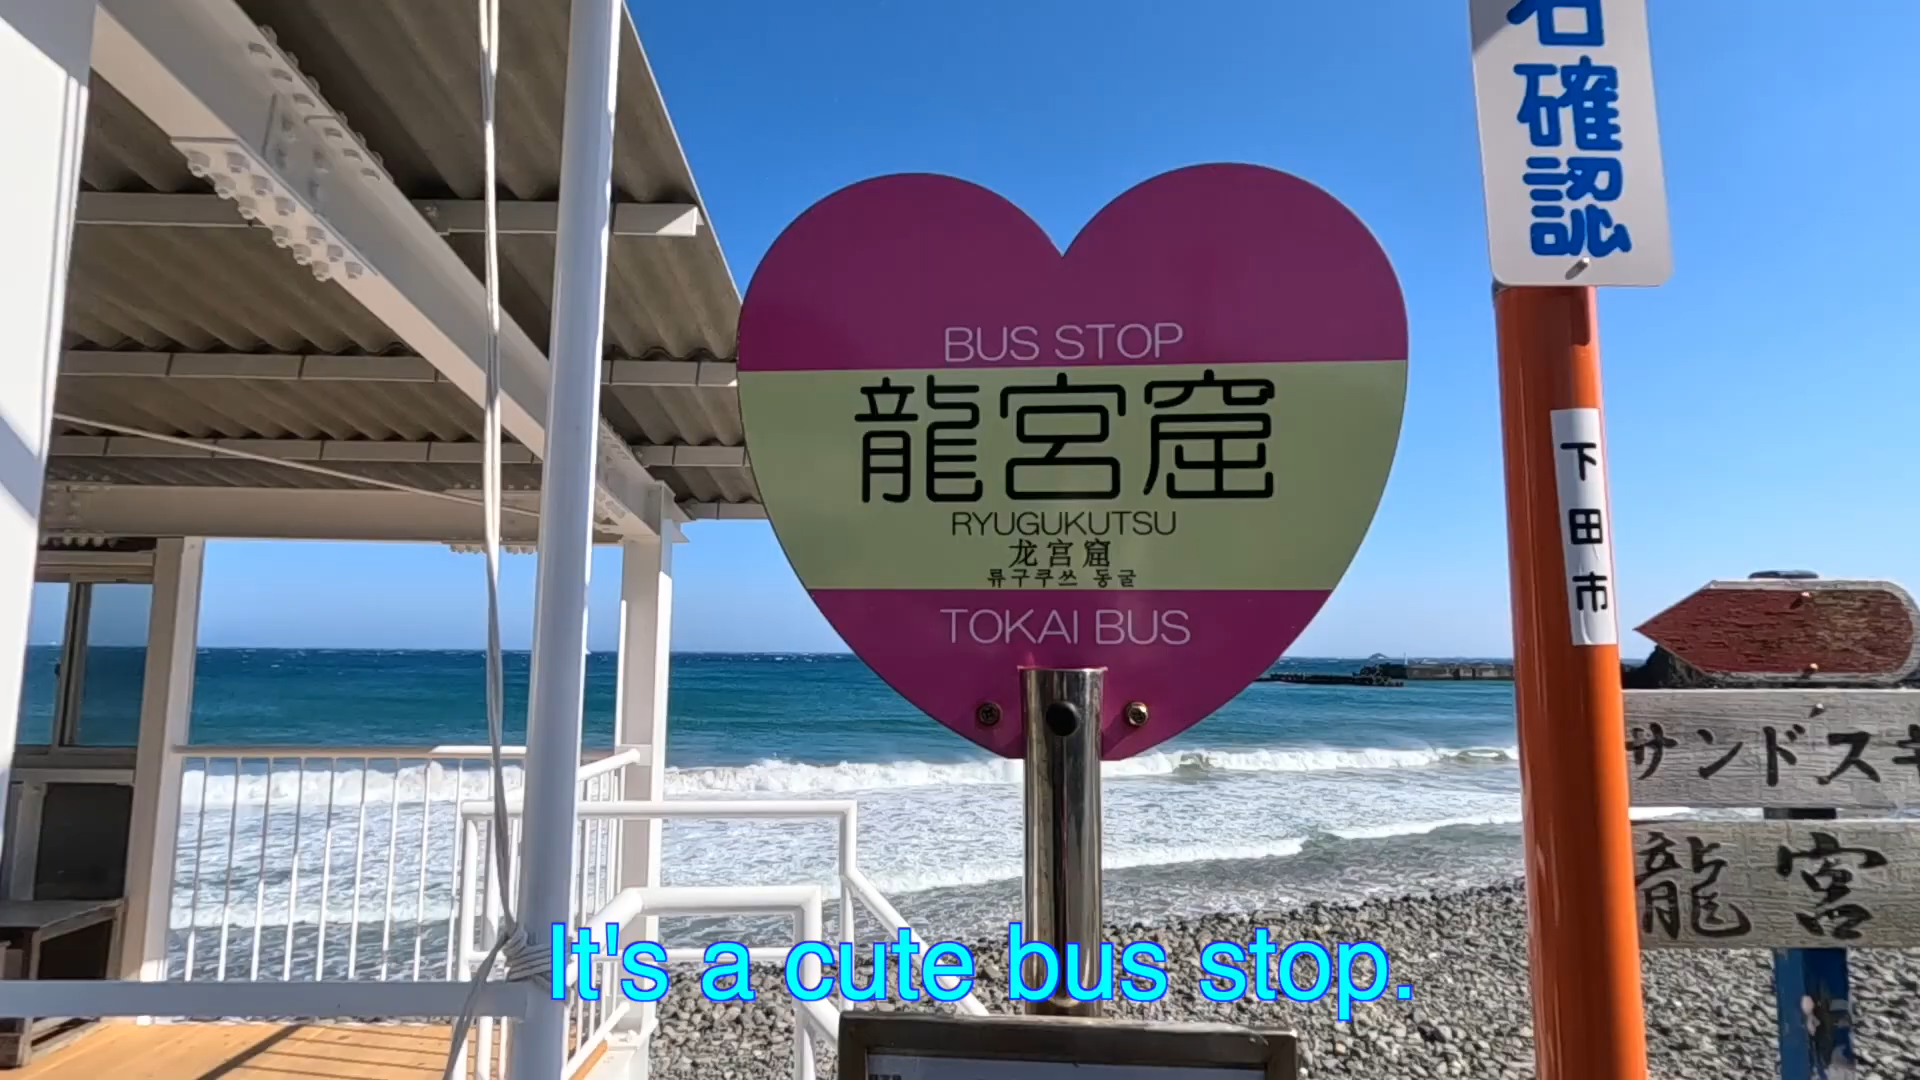 BUS STOP
龍宮窟
RYUGUKUTSU
龙宫窟
류구쿠쓰 동굴
TOKAI BUS
右確認
下田市
サンドスキ
龍宮
It's a cute bus stop.